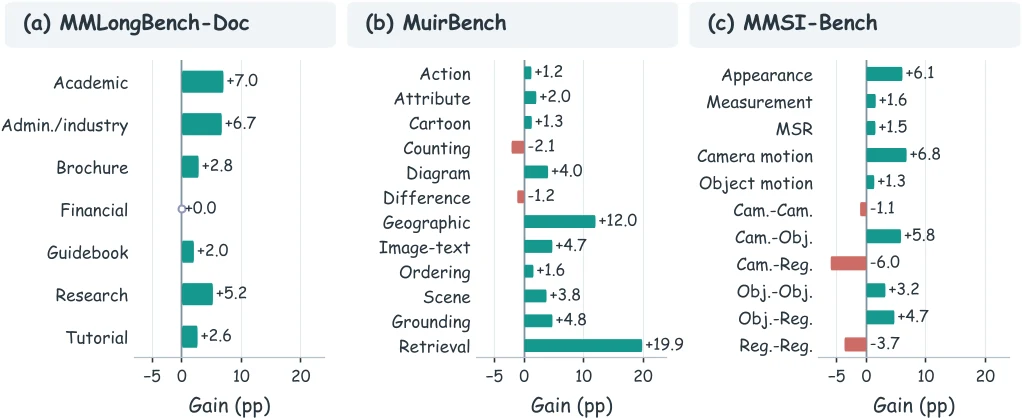 (a) MMLongBench-Doc
Academic +7.0
Admin./industry +6.7
Brochure +2.8
Financial +0.0
Guidebook +2.0
Research +5.2
Tutorial +2.6
−5 0 10 20
Gain (pp)
(b) MuirBench
Action +1.2
Attribute +2.0
Cartoon +1.3
Counting -2.1
Diagram +4.0
Difference -1.2
Geographic +12.0
Image-text +4.7
Ordering +1.6
Scene +3.8
Grounding +4.8
Retrieval +19.9
−5 0 10 20
Gain (pp)
(c) MMSI-Bench
Appearance +6.1
Measurement +1.6
MSR +1.5
Camera motion +6.8
Object motion +1.3
Cam.-Cam. -1.1
Cam.-Obj. +5.8
Cam.-Reg. -6.0
Obj.-Obj. +3.2
Obj.-Reg. +4.7
Reg.-Reg. -3.7
−5 0 10 20
Gain (pp)